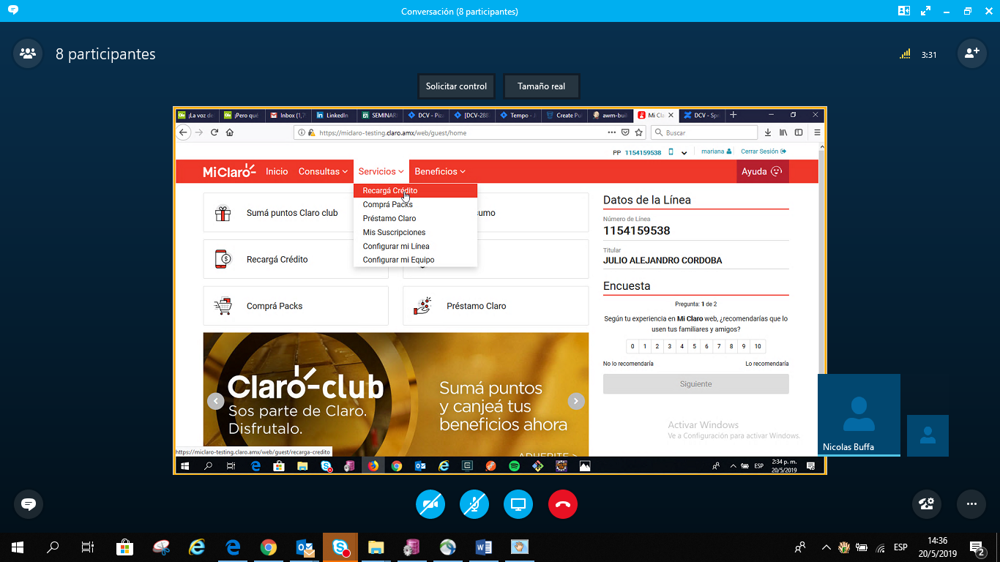 Conversación (8 participantes)
8 participantes
3:31
Solicitar control
Tamaño real
¡La voz de
¡Pero qué
Inbox (1,7
LinkedIn
SEMINAR
DCV - Piz
[DCV-288
Tempo - J
Create Pu
awm-bui
Mi Cl
DCV - Sp
https://miclaro-testing.claro.amx/web/guest/home
Buscar
PP 1154159538
mariana
Cerrar Sesión
Mi Claro
Inicio
Consultas
Servicios
Beneficios
Ayuda
Recargá Crédito
Comprá Packs
Préstamo Claro
Mis Suscripciones
Configurar mi Línea
Configurar mi Equipo
Sumá puntos Claro club
sumo
Recargá Crédito
Comprá Packs
Préstamo Claro
Datos de la Línea
Número de Línea
1154159538
Titular
JULIO ALEJANDRO CORDOBA
Encuesta
Pregunta: 1 de 2
Según tu experiencia en Mi Claro web, ¿recomendarías que lo
usen tus familiares y amigos?
0 1 2 3 4 5 6 7 8 9 10
No lo recomendaría
Lo recomendaría
Siguiente
Claro-club
Sos parte de Claro.
Disfrutalo.
Sumá puntos
y canjeá tus
beneficios ahora
ADHERITE >
Activar Windows
Ve a Configuración para activar Windows.
https://miclaro-testing.claro.amx/web/guest/recarga-credito
Nicolas Buffa
ESP
2:34 p. m.
20/5/2019
ESP
14:36
20/5/2019
2